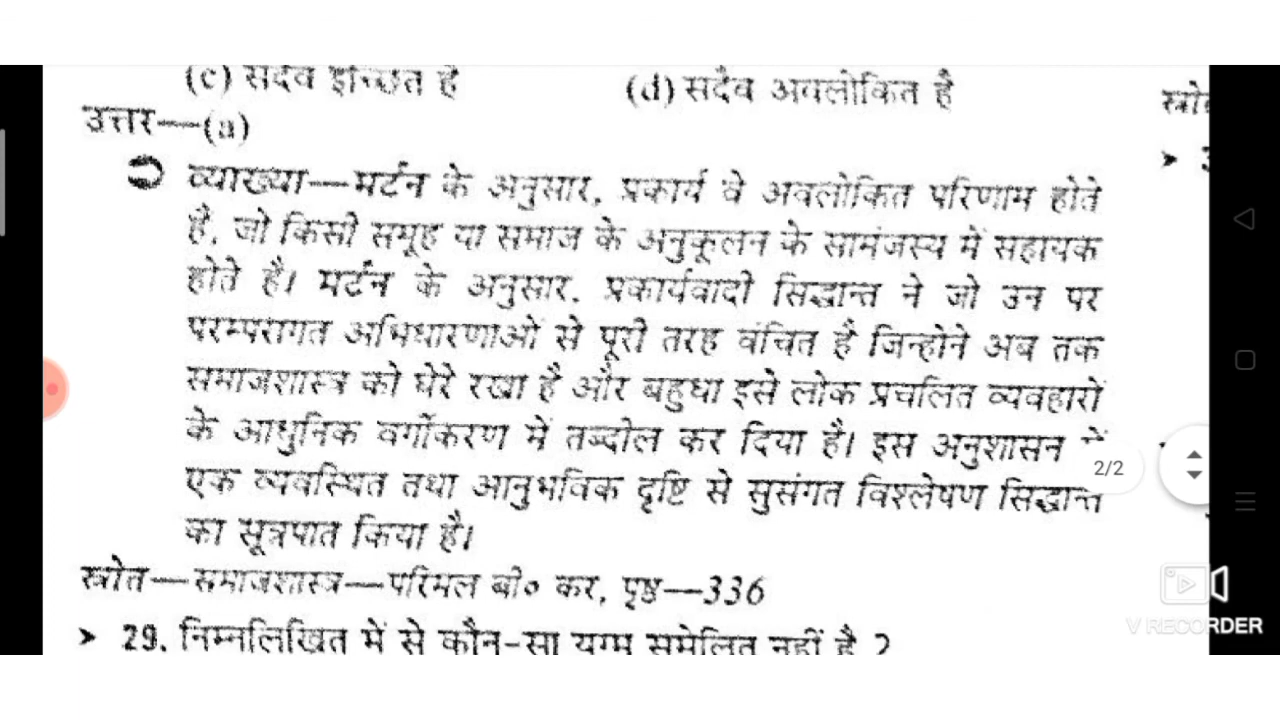 (c) सदैव इच्छित है (d) सदैव अवलोकित है
उत्तर—(a)
व्याख्या—मर्टन के अनुसार, प्रकार्य वे अवलोकित परिणाम होते
है, जो किसी समूह या समाज के अनुकूलन के सामंजस्य में सहायक
होते है। मर्टन के अनुसार, प्रकार्यवादी सिद्धान्त ने जो उन पर
परम्परागत अभिधारणाओं से पूरी तरह वंचित है जिन्होने अब तक
समाजशास्त्र को घेरे रखा है और बहुधा इसे लोक प्रचलित व्यवहारों
के आधुनिक वर्गीकरण में तब्दील कर दिया है। इस अनुशासन में
एक व्यवस्थित तथा आनुभविक दृष्टि से सुसंगत विश्लेषण सिद्धान्त
का सूत्रपात किया है।
स्त्रोत—समाजशास्त्र—परिमल बी० कर, पृष्ठ—336
➤ 29. निम्नलिखित में से कौन-सा युग्म सुमेलित नहीं है ?
2/2
V RECORDER